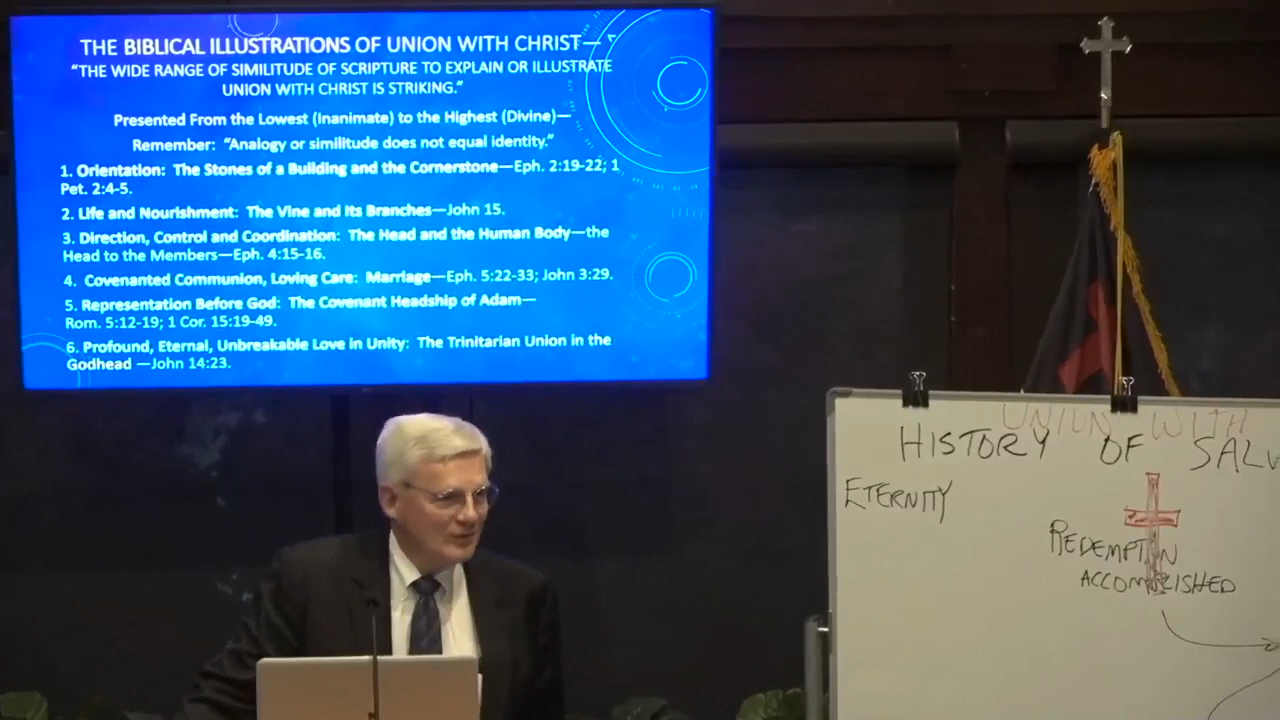 THE BIBLICAL ILLUSTRATIONS OF UNION WITH CHRIST—
“THE WIDE RANGE OF SIMILITUDE OF SCRIPTURE TO EXPLAIN OR ILLUSTRATE
UNION WITH CHRIST IS STRIKING.”
Presented From the Lowest (Inanimate) to the Highest (Divine)—
Remember: “Analogy or similitude does not equal identity.”
1. Orientation: The Stones of a Building and the Cornerstone—Eph. 2:19-22; 1
Pet. 2:4-5.
2. Life and Nourishment: The Vine and Its Branches—John 15.
3. Direction, Control and Coordination: The Head and the Human Body—the
Head to the Members—Eph. 4:15-16.
4. Covenanted Communion, Loving Care: Marriage—Eph. 5:22-33; John 3:29.
5. Representation Before God: The Covenant Headship of Adam—
Rom. 5:12-19; 1 Cor. 15:19-49.
6. Profound, Eternal, Unbreakable Love in Unity: The Trinitarian Union in the
Godhead —John 14:23.
UNION WITH
HISTORY OF SALV
ETERNITY
REDEMPTION
ACCOMPLISHED